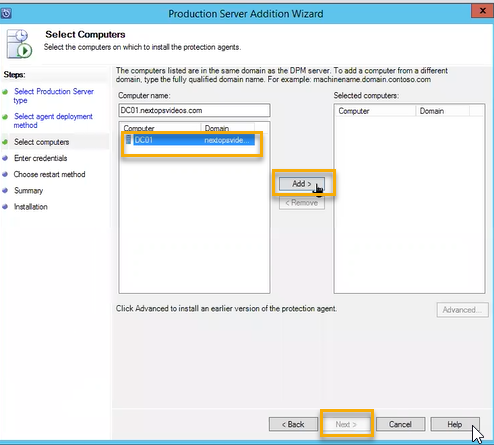 Production Server Addition Wizard
x
Select Computers
Select the computers on which to install the protection agents.
Steps:
Select Production Server
type
Select agent deployment
method
Select computers
Enter credentials
Choose restart method
Summary
Installation
The computers listed are in the same domain as the DPM server. To add a computer from a different
domain, type the fully qualified domain name. For example: machinename.domain.contoso.com
Computer name:
DC01.nextopsvideos.com
Computer Domain
DC01 nextopsvide...
Add >
< Remove
Selected computers:
Computer Domain
Click Advanced to install an earlier version of the protection agent.
Advanced...
< Back
Next >
Cancel
Help